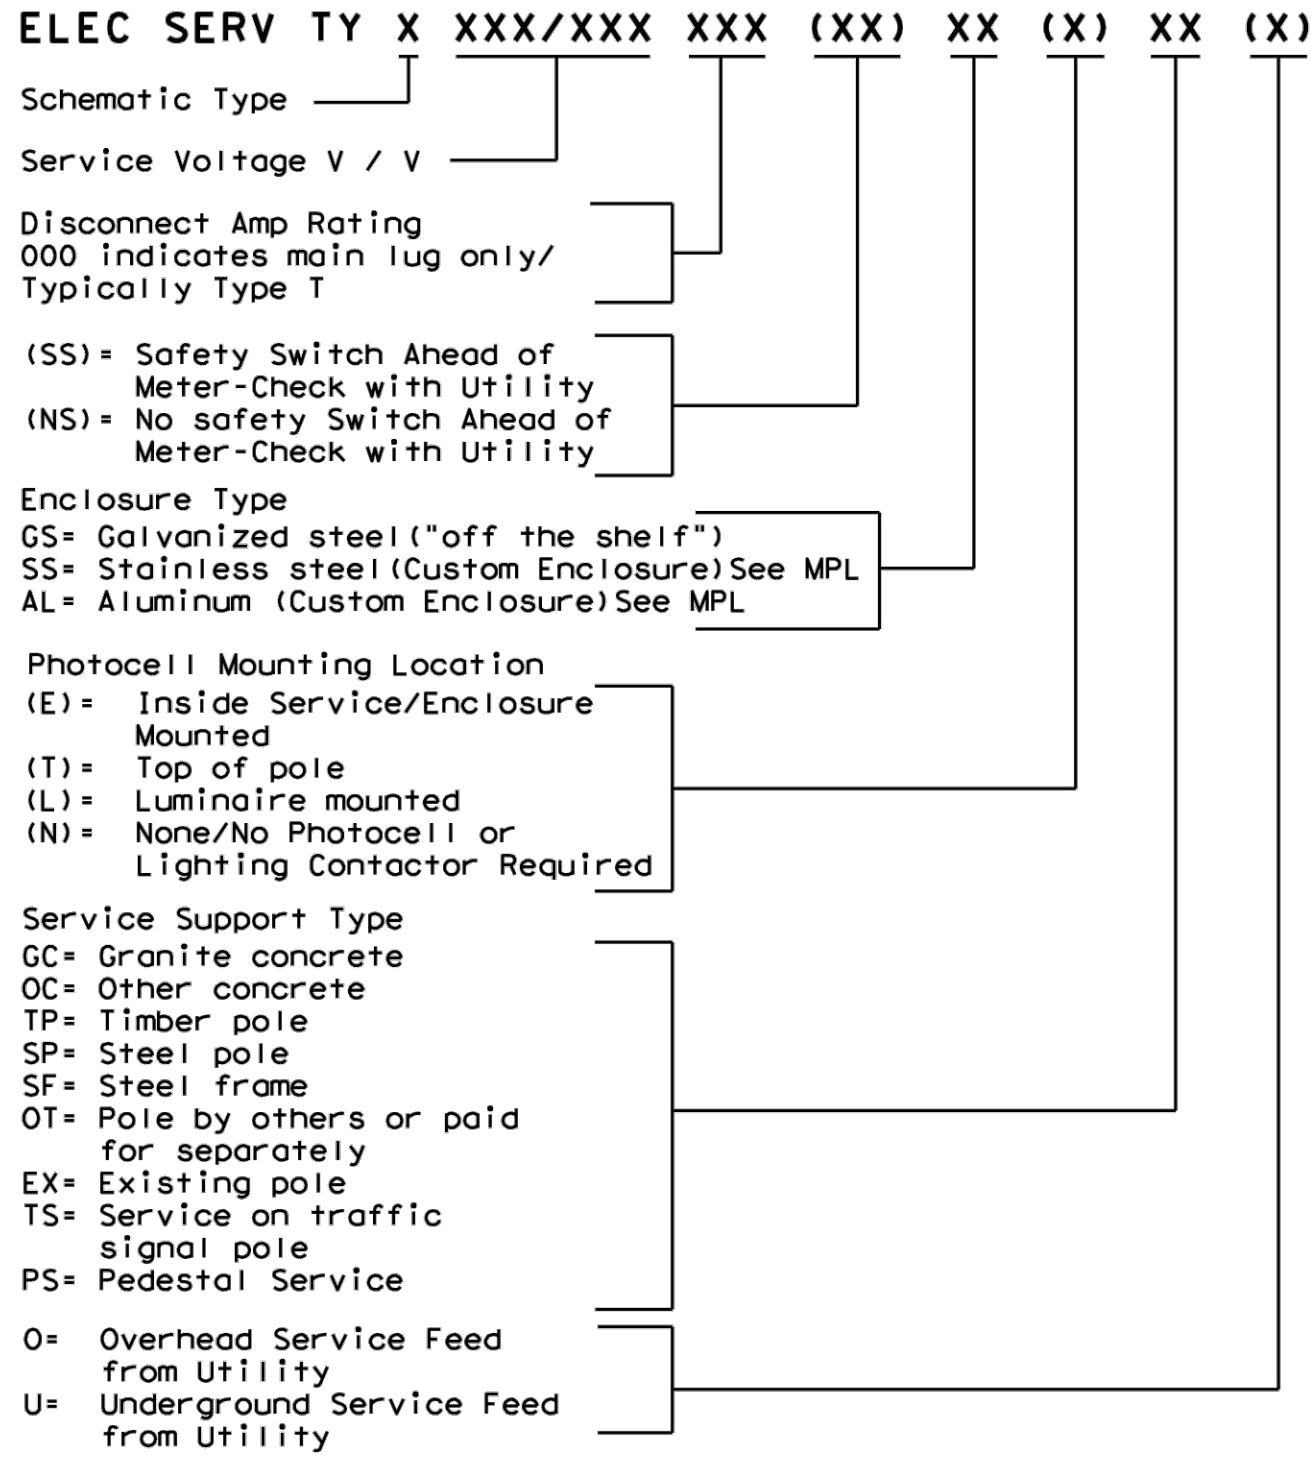 ELEC SERV TY X XXX/XXX XXX (XX) XX (X) XX (X)
Schematic Type
Service Voltage V / V
Disconnect Amp Rating
000 indicates main lug only/
Typically Type T
(SS)= Safety Switch Ahead of
Meter-Check with Utility
(NS)= No safety Switch Ahead of
Meter-Check with Utility
Enclosure Type
GS= Galvanized steel("off the shelf")
SS= Stainless steel(Custom Enclosure)See MPL
AL= Aluminum (Custom Enclosure)See MPL
Photocell Mounting Location
(E)= Inside Service/Enclosure
Mounted
(T)= Top of pole
(L)= Luminaire mounted
(N)= None/No Photocell or
Lighting Contactor Required
Service Support Type
GC= Granite concrete
OC= Other concrete
TP= Timber pole
SP= Steel pole
SF= Steel frame
OT= Pole by others or paid
for separately
EX= Existing pole
TS= Service on traffic
signal pole
PS= Pedestal Service
O= Overhead Service Feed
from Utility
U= Underground Service Feed
from Utility